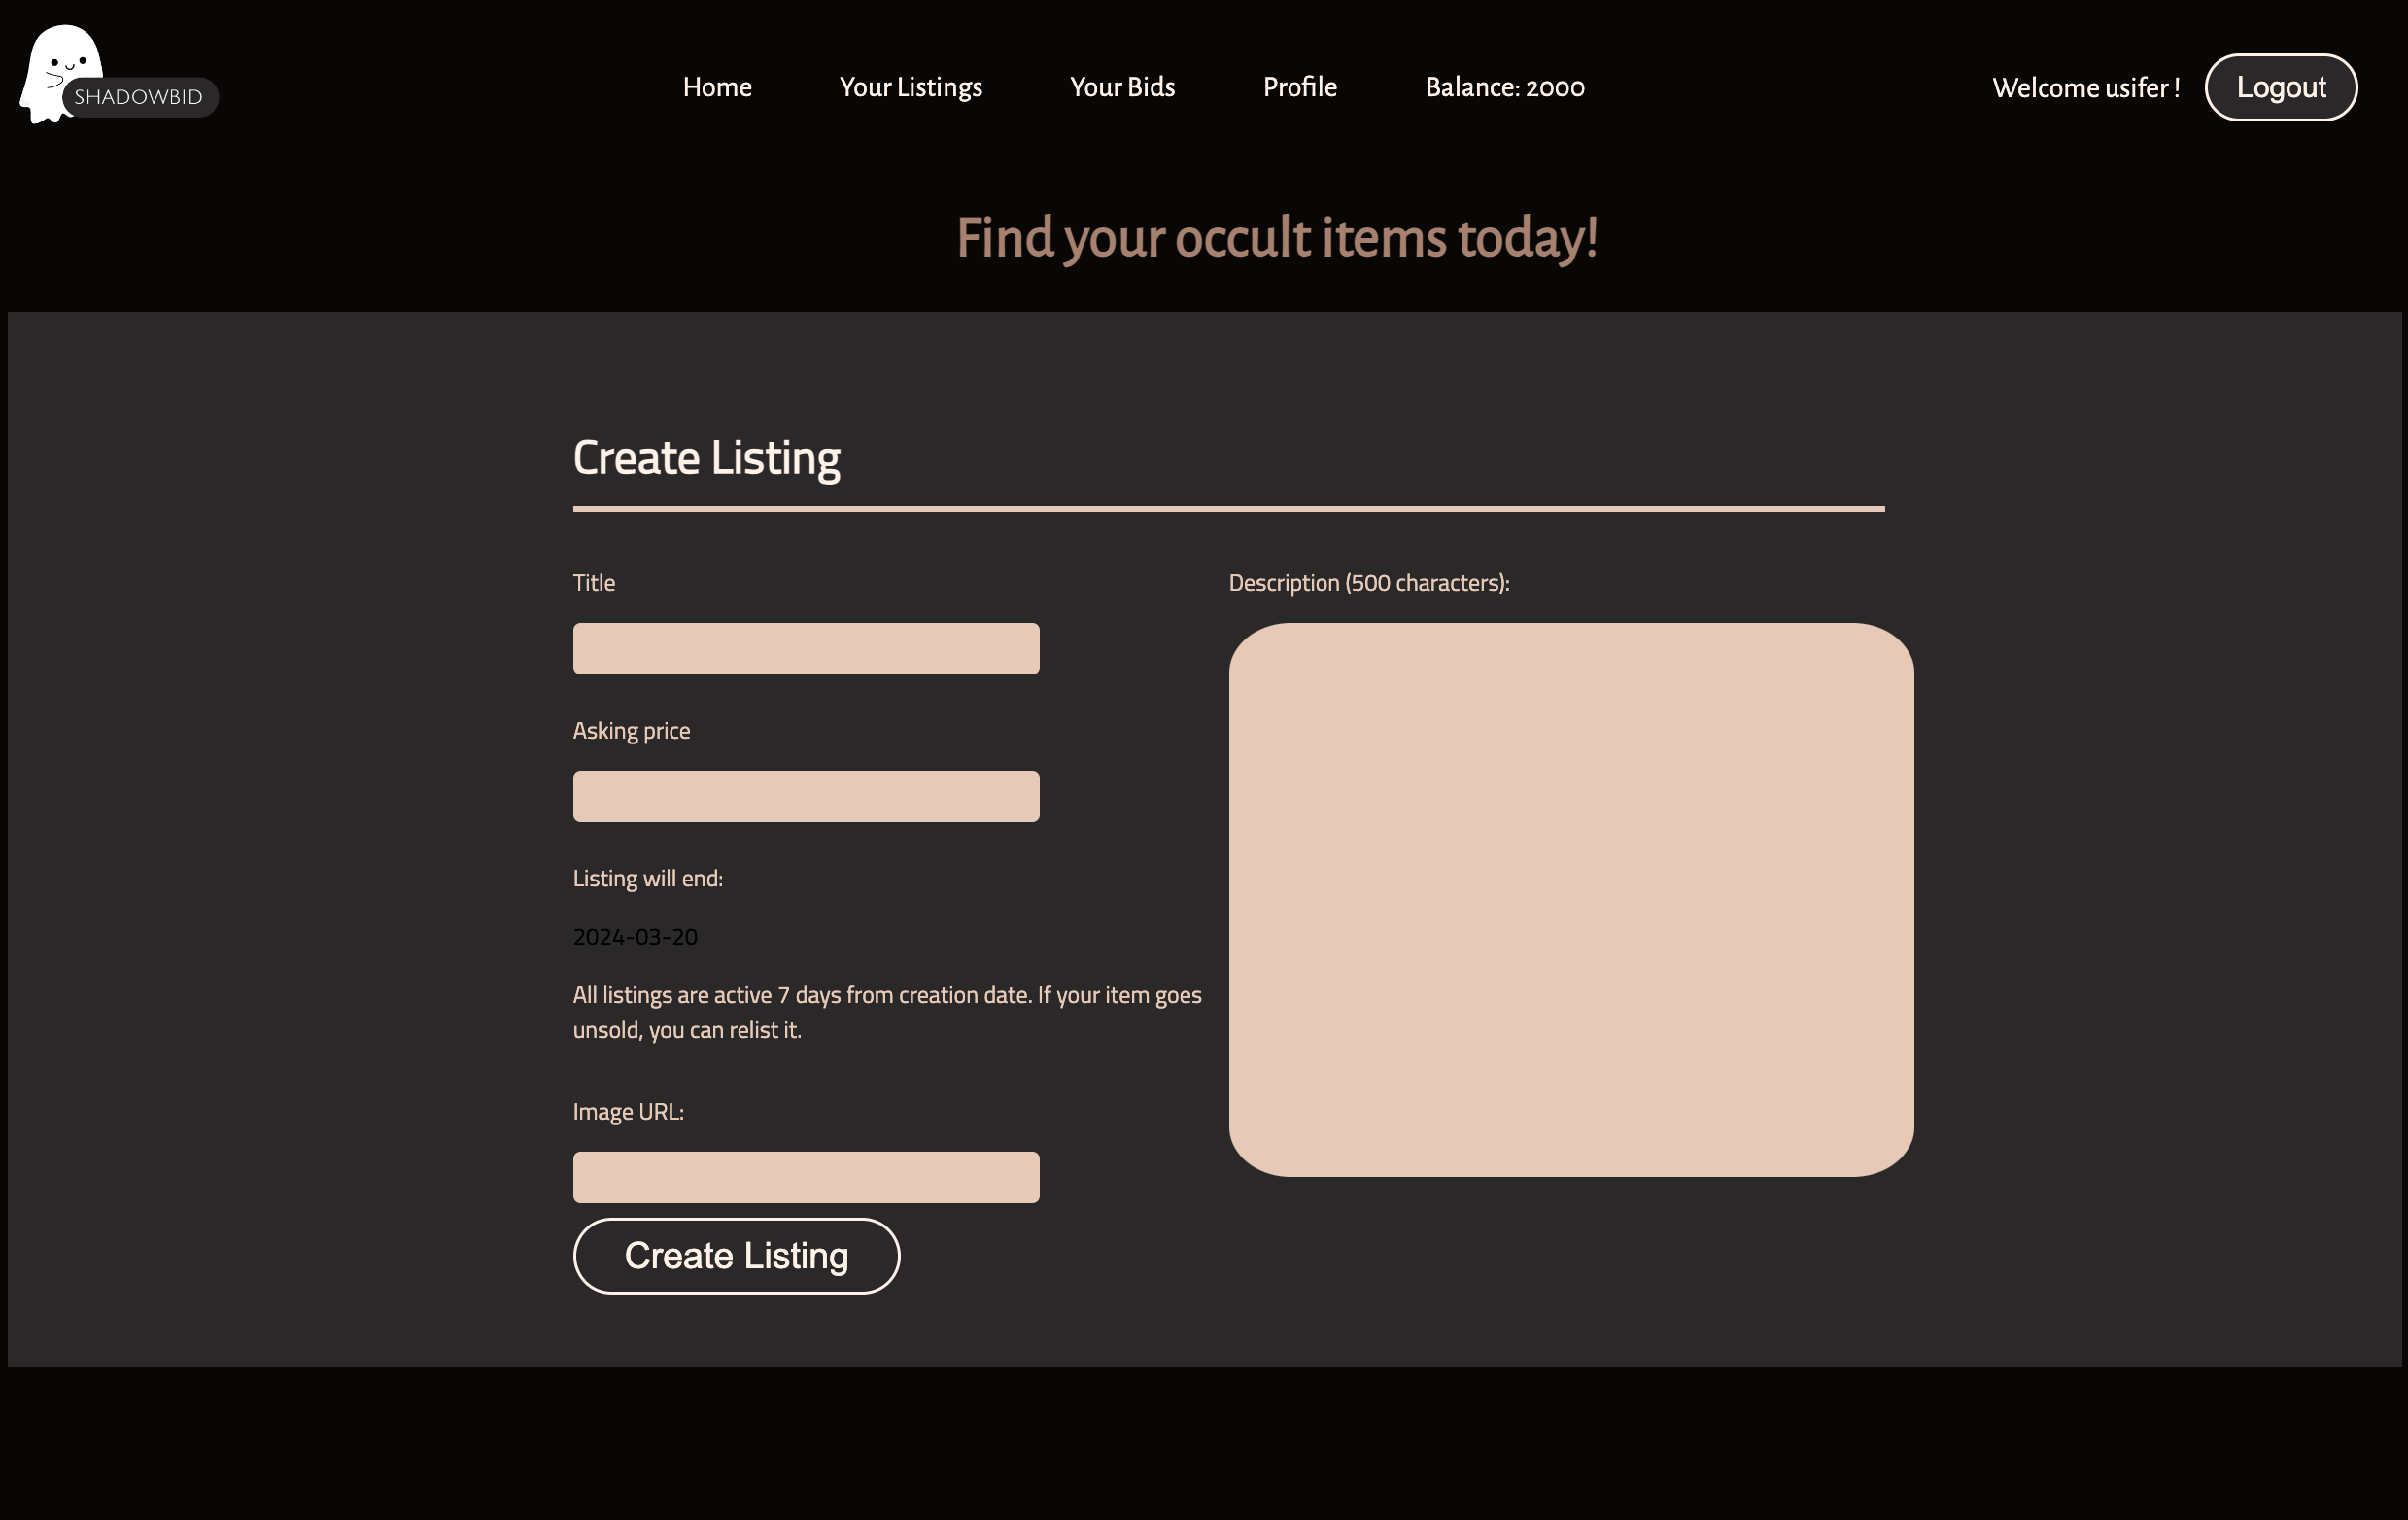 SHADOWBID
Home
Your Listings
Your Bids
Profile
Balance: 2000
Welcome usifer !
Logout
Find your occult items today!
Create Listing
Title
Asking price
Listing will end:
2024-03-20
All listings are active 7 days from creation date. If your item goes
unsold, you can relist it.
Image URL:
Create Listing
Description (500 characters):